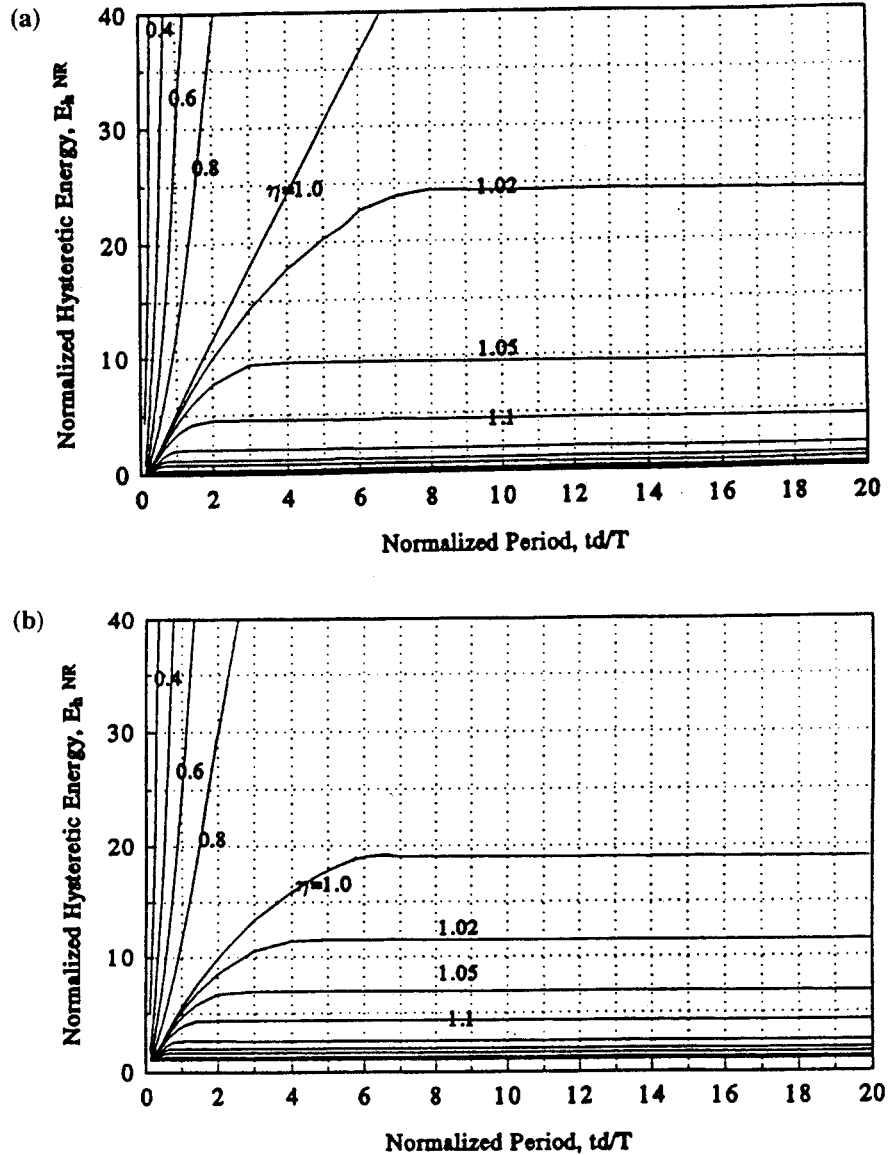 (a)
40
30
20
10
0
Normalized Hysteretic Energy, Eh NR
0.4
0.6
0.8
η=1.0
1.02
1.05
1.1
0 2 4 6 8 10 12 14 16 18 20
Normalized Period, td/T
(b)
40
30
20
10
0
Normalized Hysteretic Energy, Eh NR
0.4
0.6
0.8
η=1.0
1.02
1.05
1.1
0 2 4 6 8 10 12 14 16 18 20
Normalized Period, td/T